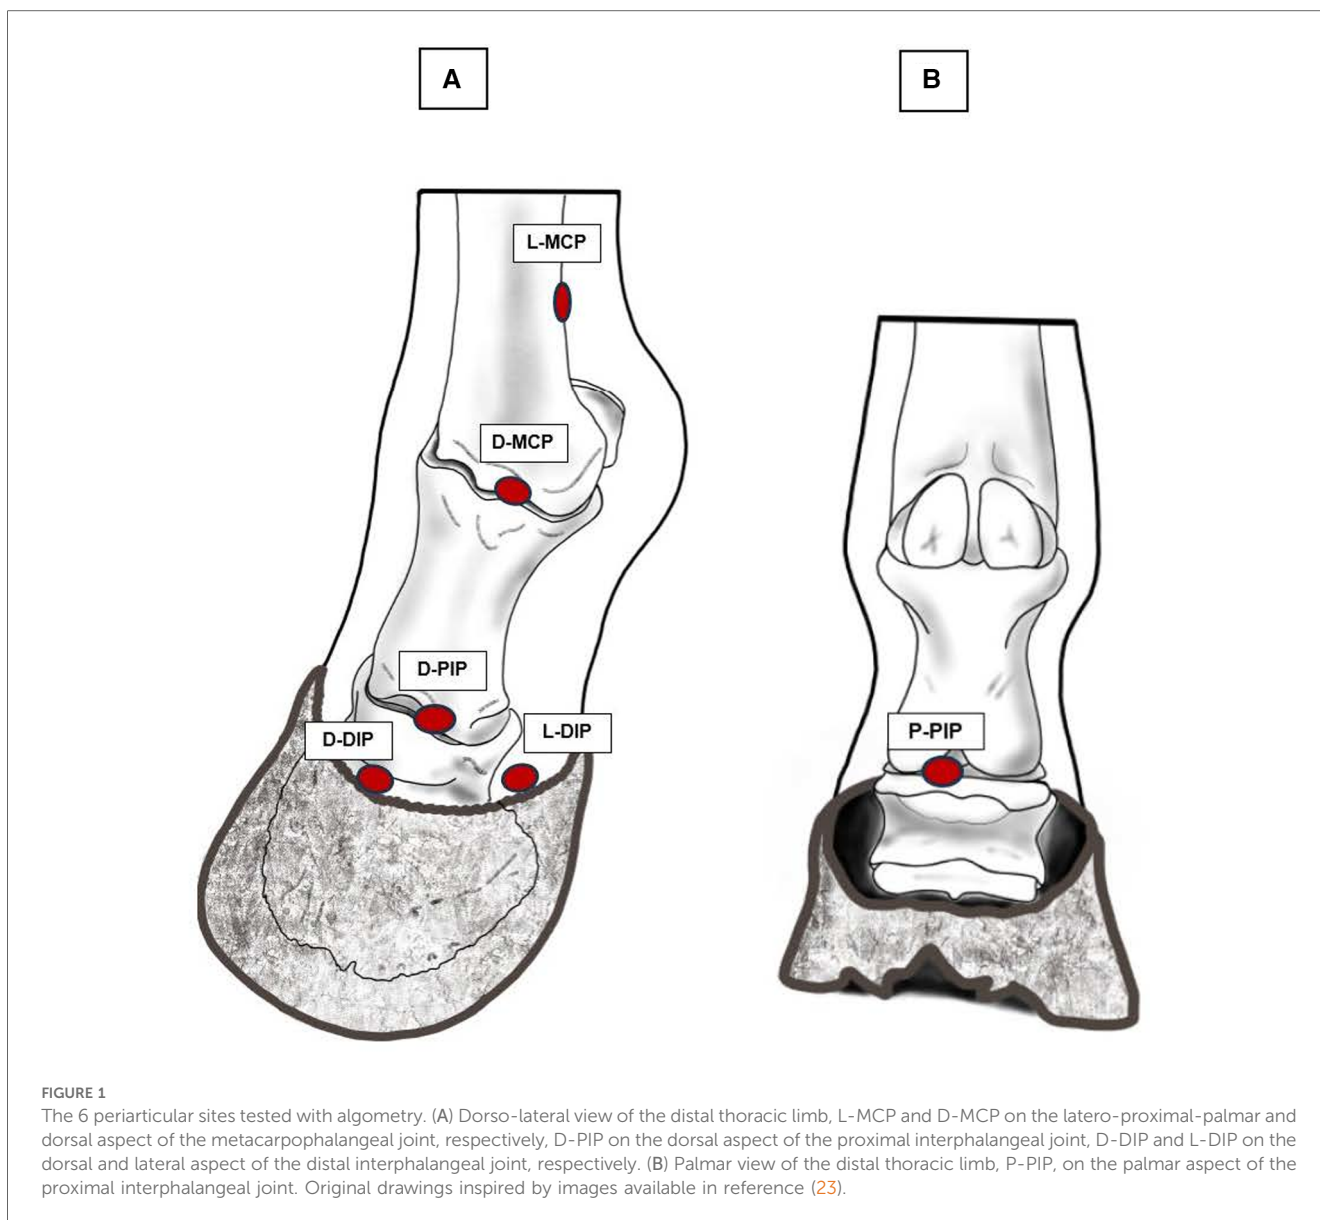 A
B
L-MCP
D-MCP
D-PIP
D-DIP
L-DIP
P-PIP
FIGURE 1
The 6 periarticular sites tested with algometry. (A) Dorso-lateral view of the distal thoracic limb, L-MCP and D-MCP on the latero-proximal-palmar and
dorsal aspect of the metacarpophalangeal joint, respectively, D-PIP on the dorsal aspect of the proximal interphalangeal joint, D-DIP and L-DIP on the
dorsal and lateral aspect of the distal interphalangeal joint, respectively. (B) Palmar view of the distal thoracic limb, P-PIP, on the palmar aspect of the
proximal interphalangeal joint. Original drawings inspired by images available in reference (23).